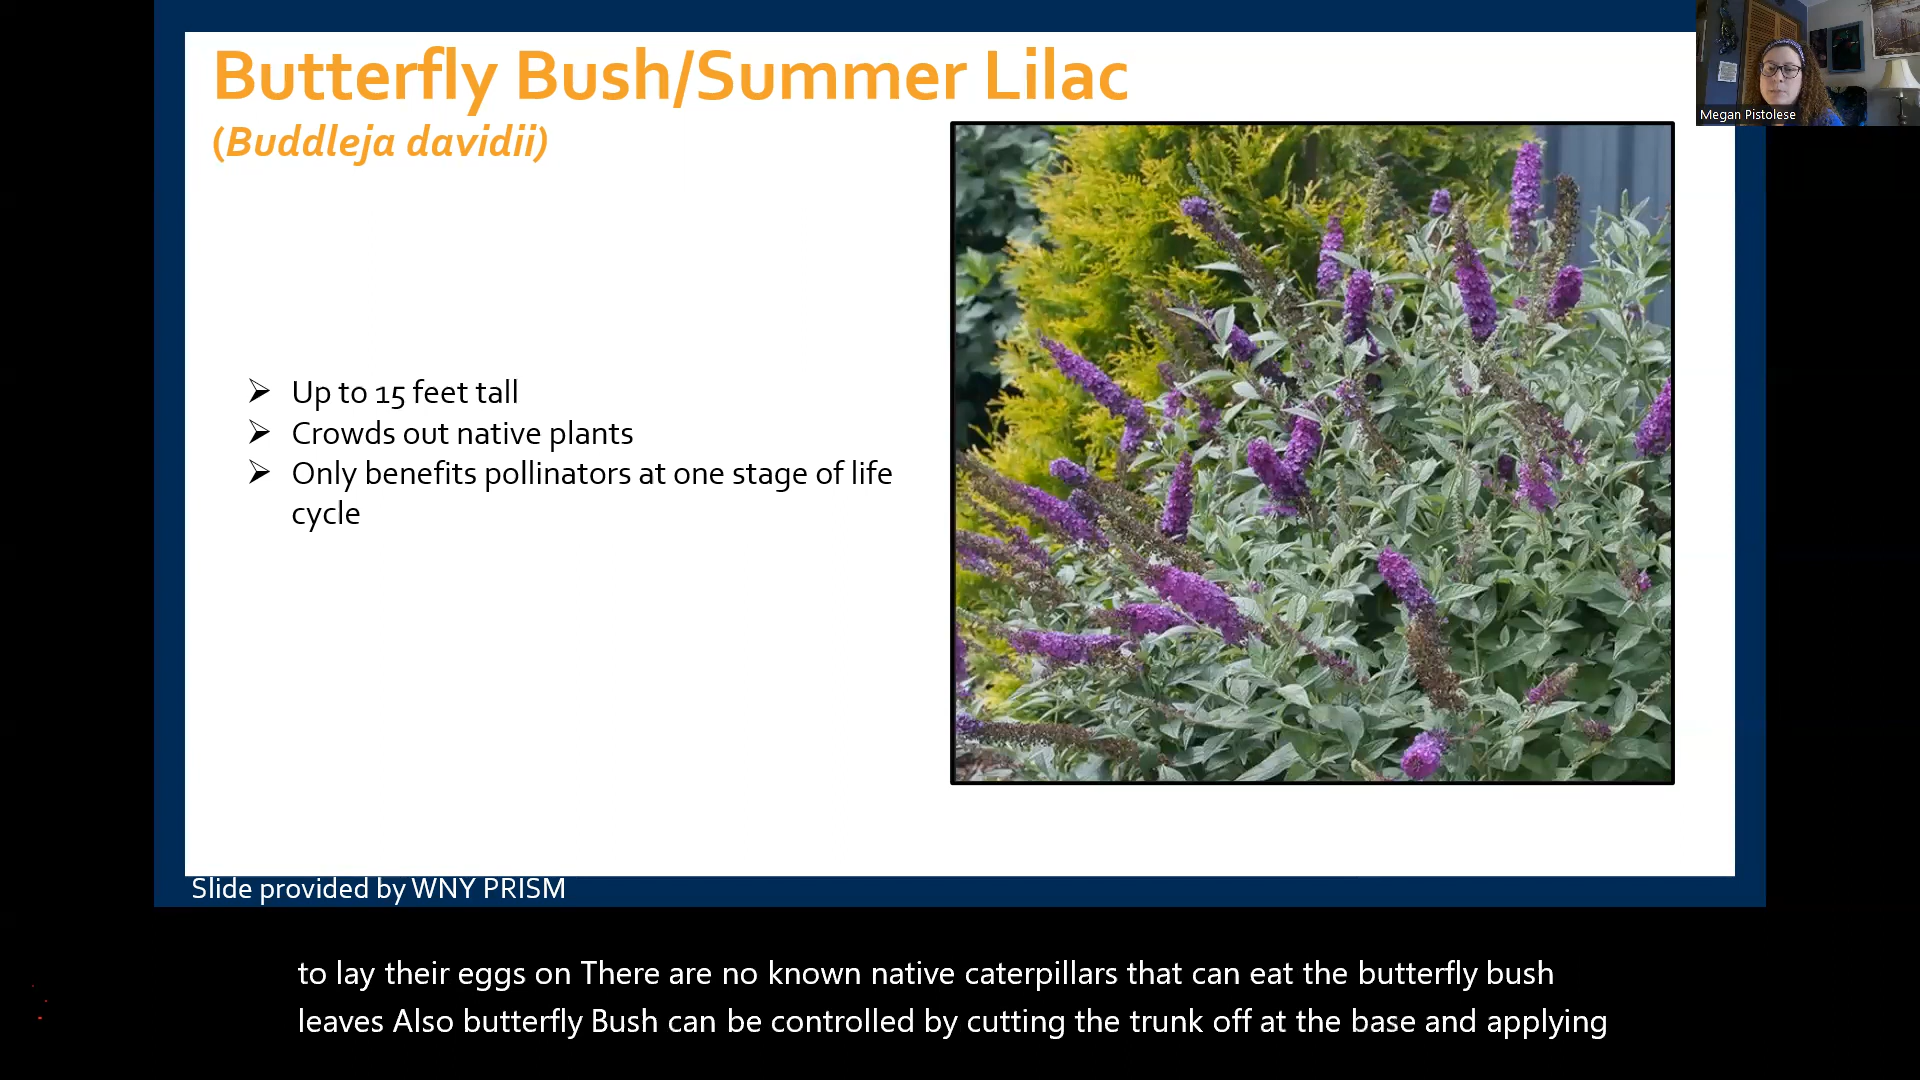 Butterfly Bush/Summer Lilac
(Buddleja davidii)
Megan Pistolese
➢ Up to 15 feet tall
➢ Crowds out native plants
➢ Only benefits pollinators at one stage of life
cycle
Slide provided by WNY PRISM
to lay their eggs on There are no known native caterpillars that can eat the butterfly bush
leaves Also butterfly Bush can be controlled by cutting the trunk off at the base and applying